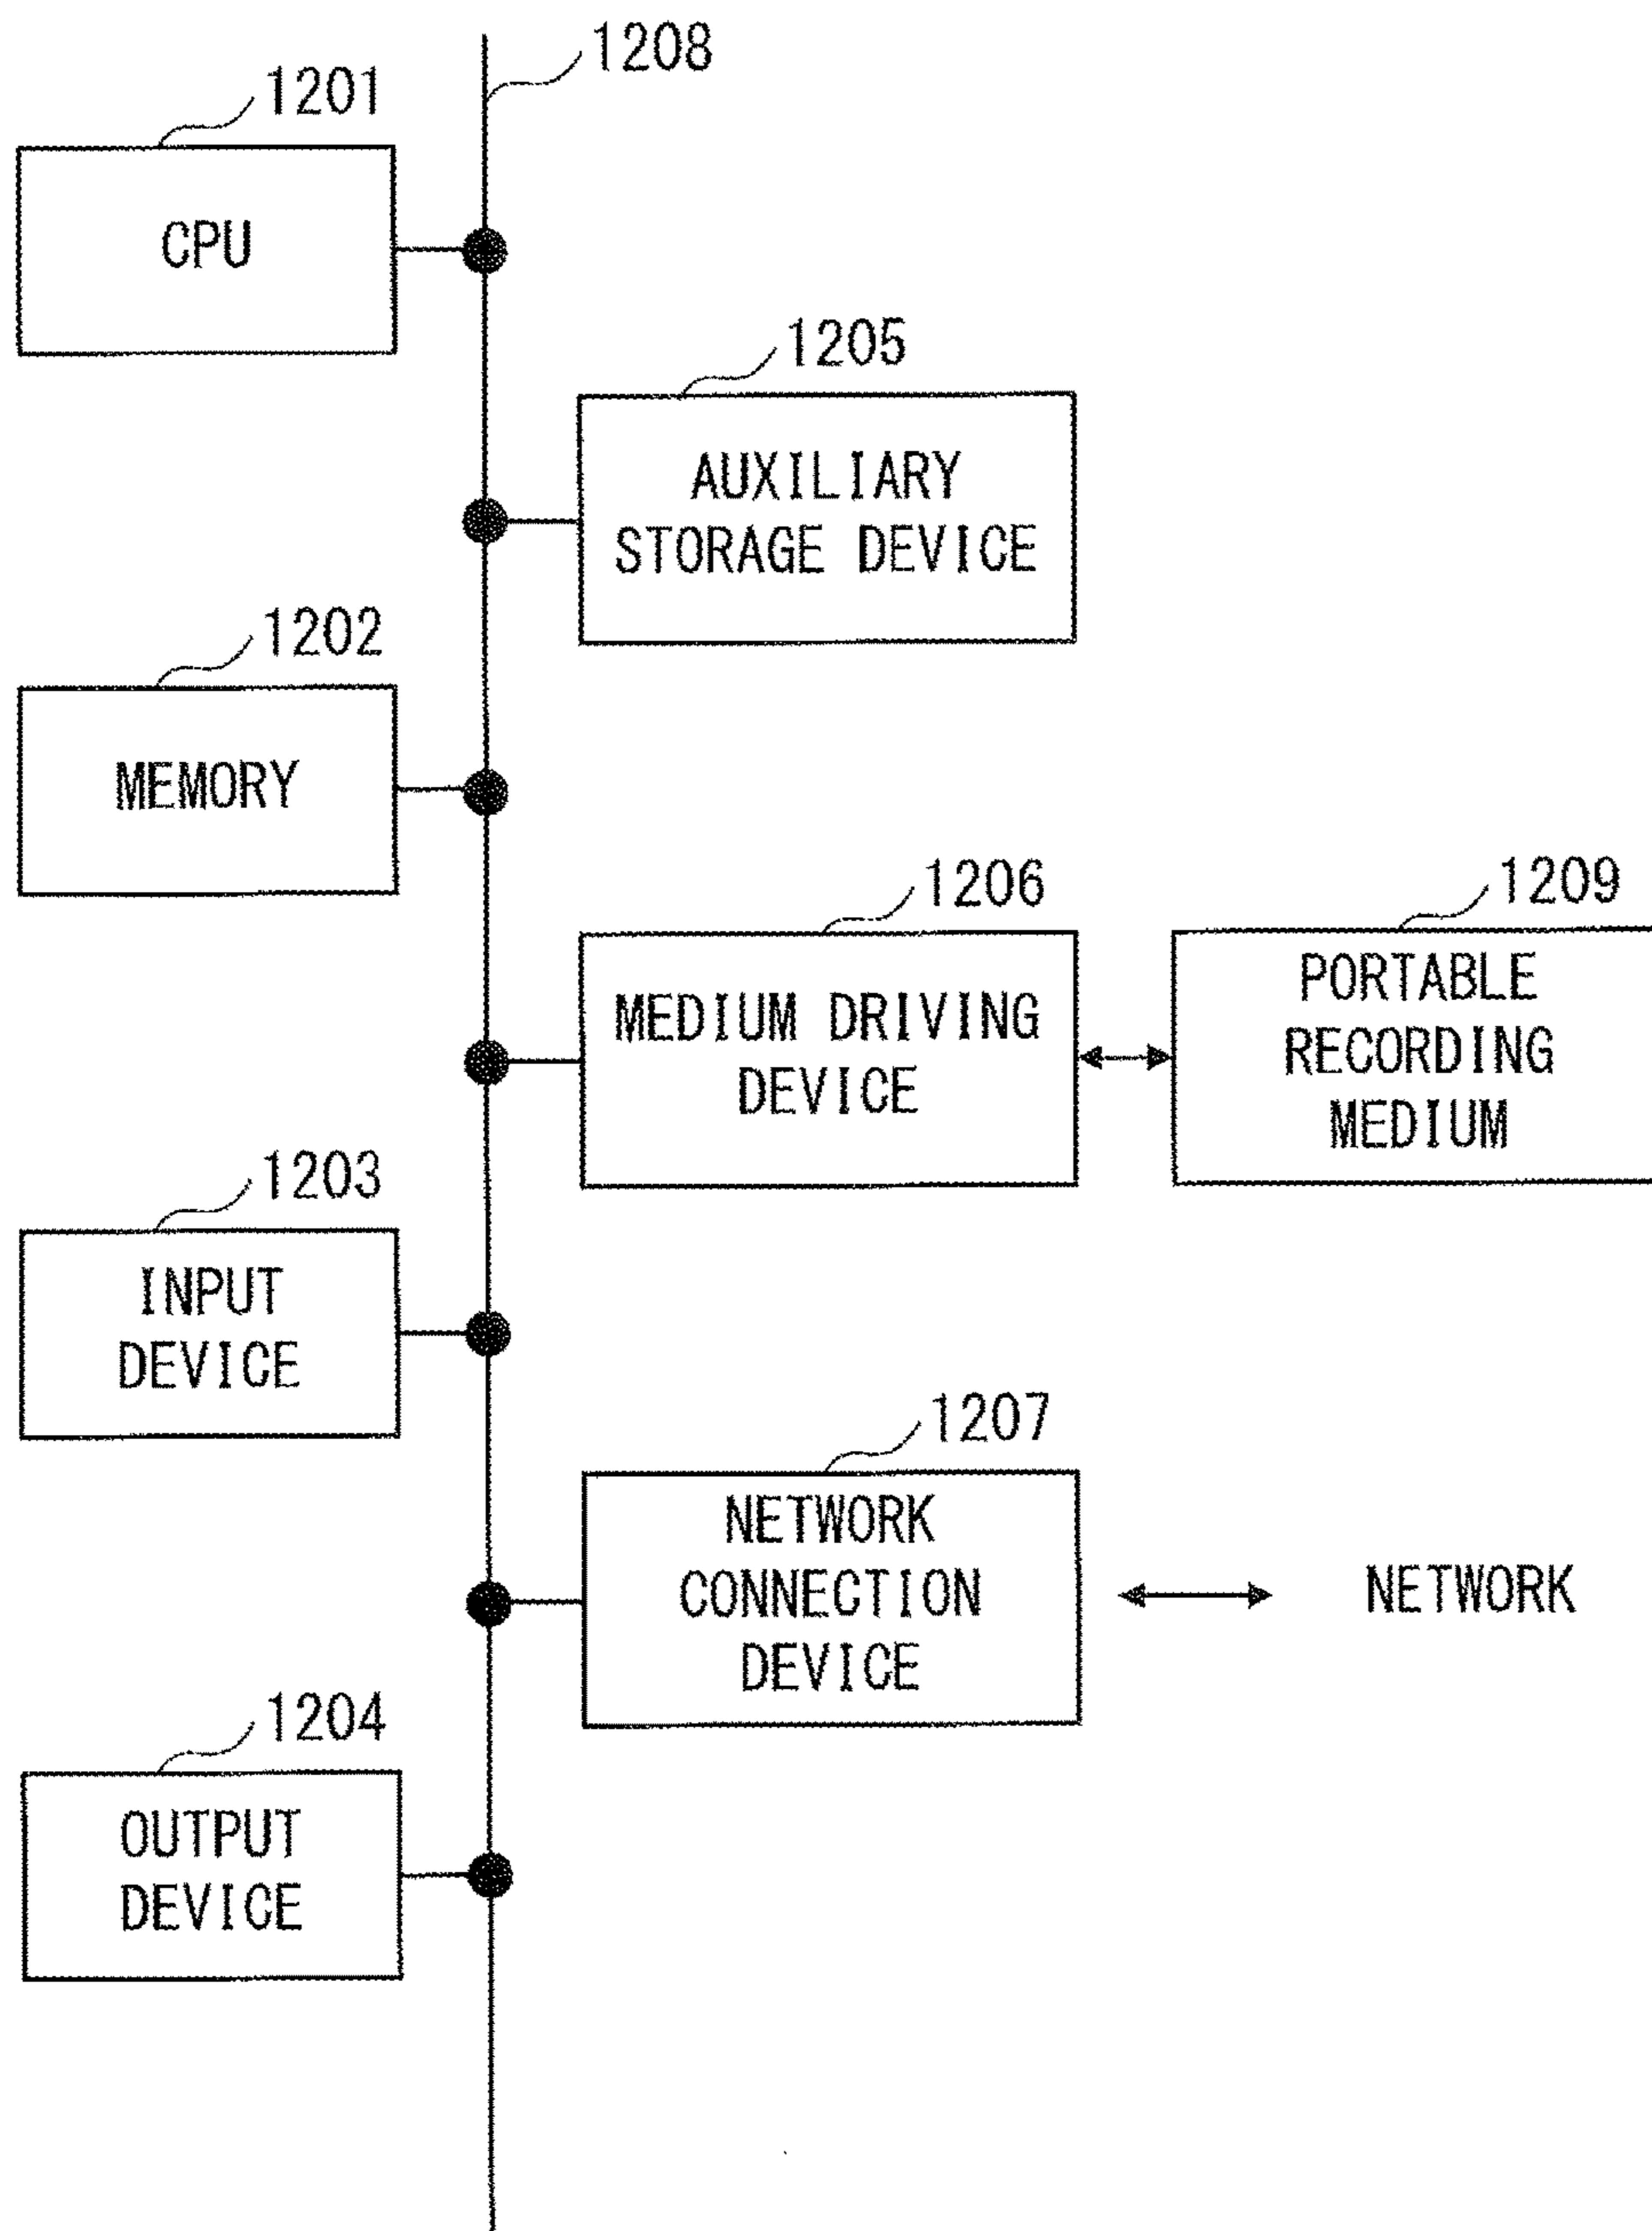 1208
1201
CPU
1205
AUXILIARY
STORAGE DEVICE
1202
MEMORY
1206
MEDIUM DRIVING
DEVICE
1209
PORTABLE
RECORDING
MEDIUM
1203
INPUT
DEVICE
1207
NETWORK
CONNECTION
DEVICE
NETWORK
1204
OUTPUT
DEVICE